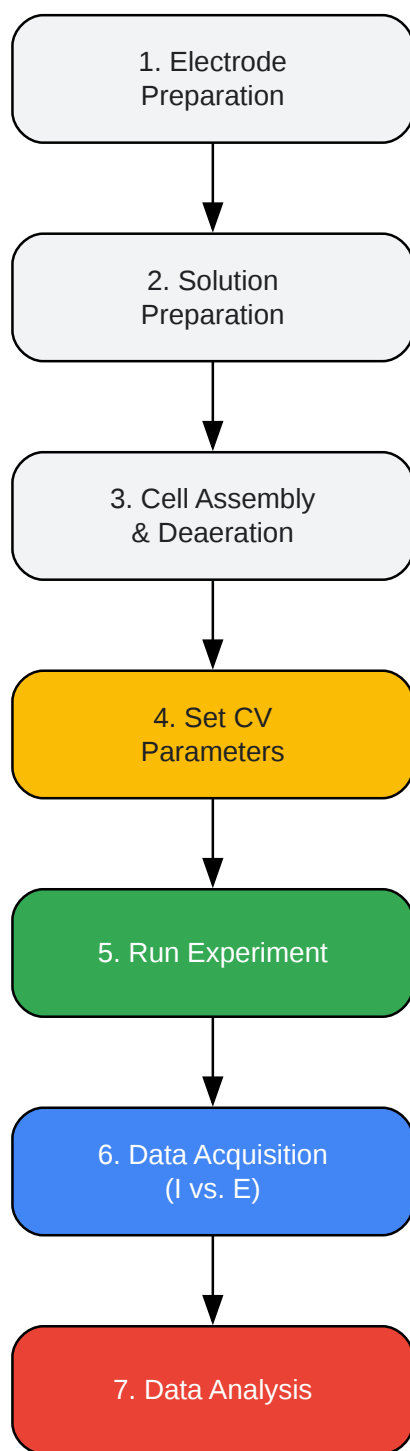 1. Electrode
Preparation
2. Solution
Preparation
3. Cell Assembly
& Deaeration
4. Set CV
Parameters
5. Run Experiment
6. Data Acquisition
(I vs. E)
7. Data Analysis